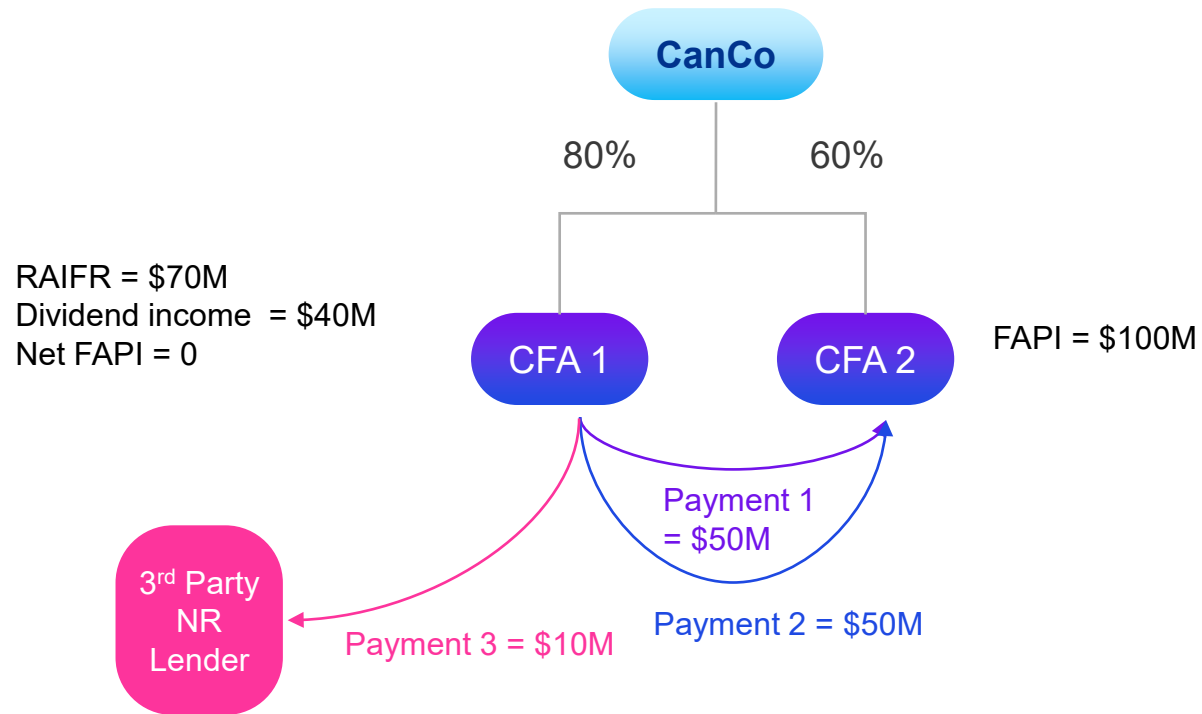 CanCo
80%
60%
RAIFR = $70M
Dividend income  = $40M
Net FAPI = 0
CFA 1
CFA 2
FAPI = $100M
Payment 1
= $50M
Payment 2 = $50M
Payment 3 = $10M
3rd Party
NR
Lender